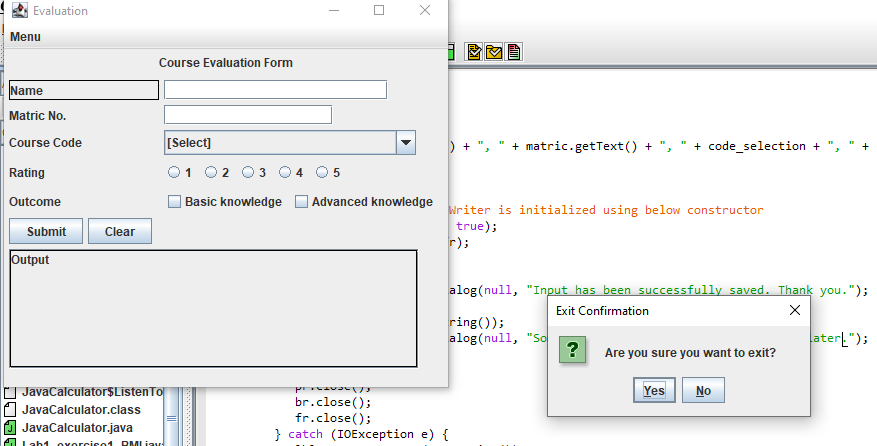 Evaluation
Menu
Course Evaluation Form
Name
Matric No.
Course Code
[Select]
Rating
1 2 3 4 5
Outcome
Basic knowledge
Advanced knowledge
Submit
Clear
Output
) + ", " + matric.getText() + ", " + code_selection + ", " +
Writer is initialized using below constructor
true);
r);
alog(null, "Input has been successfully saved. Thank you.");
ring());
alog(null, "So
later.");
Exit Confirmation
Are you sure you want to exit?
Yes
No
JavaCalculator$ListenTo
JavaCalculator.class
JavaCalculator.java
pr.close();
br.close();
fr.close();
} catch (IOException e) {